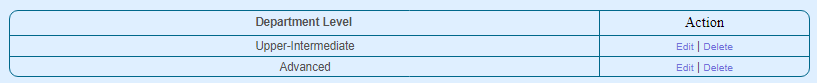 Department Level Action
Upper-Intermediate Edit | Delete
Advanced Edit | Delete